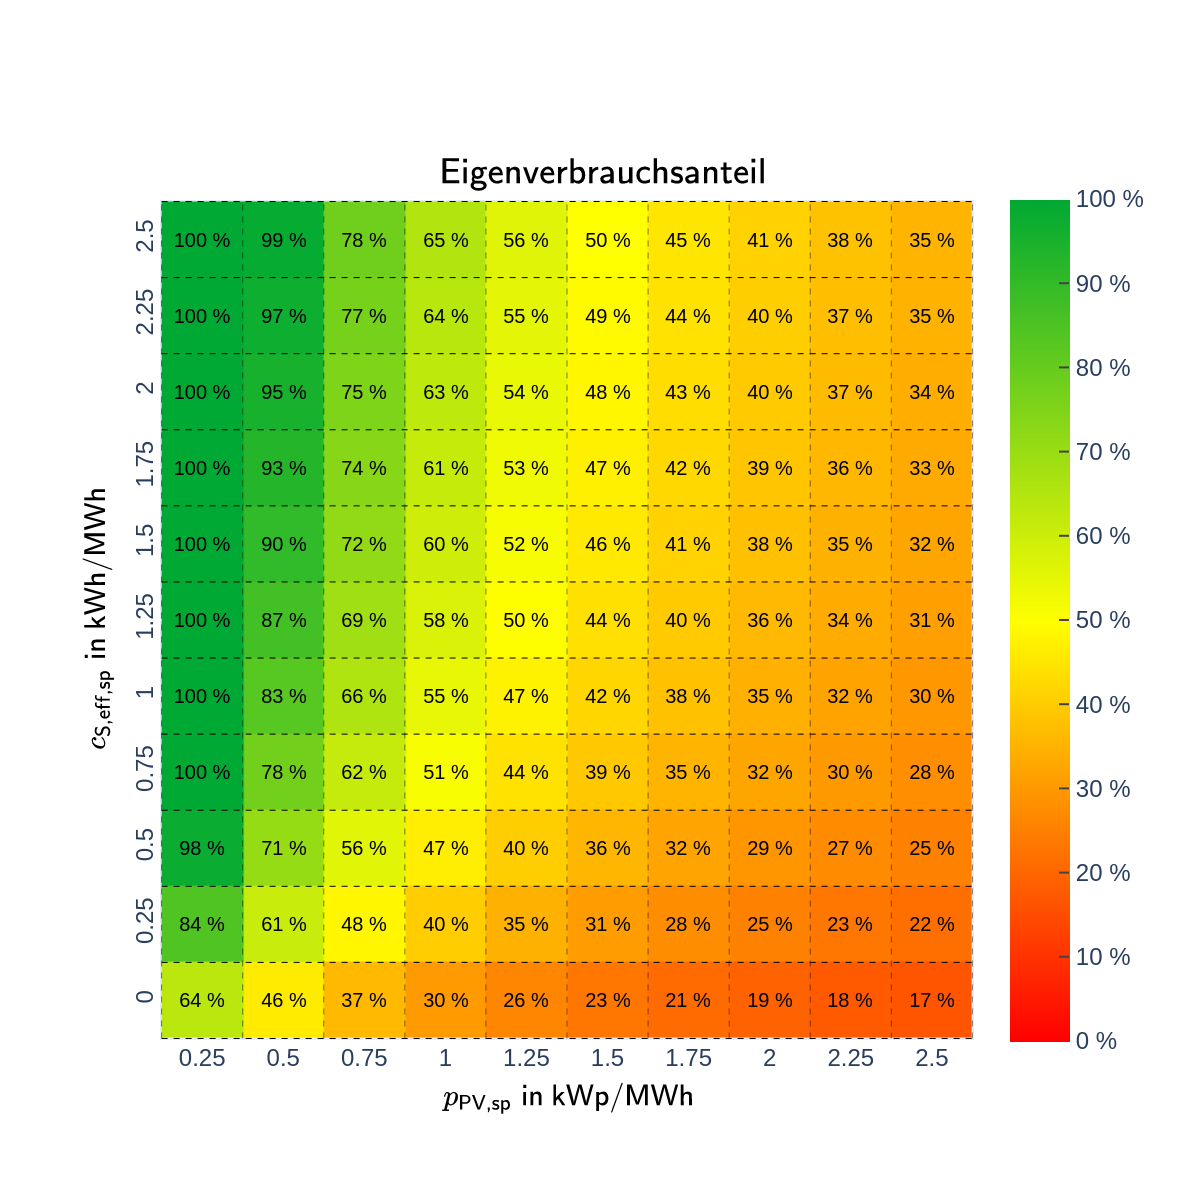 Eigenverbrauchsanteil
2.5 100 % 99 % 78 % 65 % 56 % 50 % 45 % 41 % 38 % 35 %
2.25 100 % 97 % 77 % 64 % 55 % 49 % 44 % 40 % 37 % 35 %
2 100 % 95 % 75 % 63 % 54 % 48 % 43 % 40 % 37 % 34 %
1.75 100 % 93 % 74 % 61 % 53 % 47 % 42 % 39 % 36 % 33 %
1.5 100 % 90 % 72 % 60 % 52 % 46 % 41 % 38 % 35 % 32 %
1.25 100 % 87 % 69 % 58 % 50 % 44 % 40 % 36 % 34 % 31 %
1 100 % 83 % 66 % 55 % 47 % 42 % 38 % 35 % 32 % 30 %
0.75 100 % 78 % 62 % 51 % 44 % 39 % 35 % 32 % 30 % 28 %
0.5 98 % 71 % 56 % 47 % 40 % 36 % 32 % 29 % 27 % 25 %
0.25 84 % 61 % 48 % 40 % 35 % 31 % 28 % 25 % 23 % 22 %
0 64 % 46 % 37 % 30 % 26 % 23 % 21 % 19 % 18 % 17 %
0.25 0.5 0.75 1 1.25 1.5 1.75 2 2.25 2.5
p PV,sp in kWp/MWh
c S,eff,sp in kWh/MWh
100 %
90 %
80 %
70 %
60 %
50 %
40 %
30 %
20 %
10 %
0 %